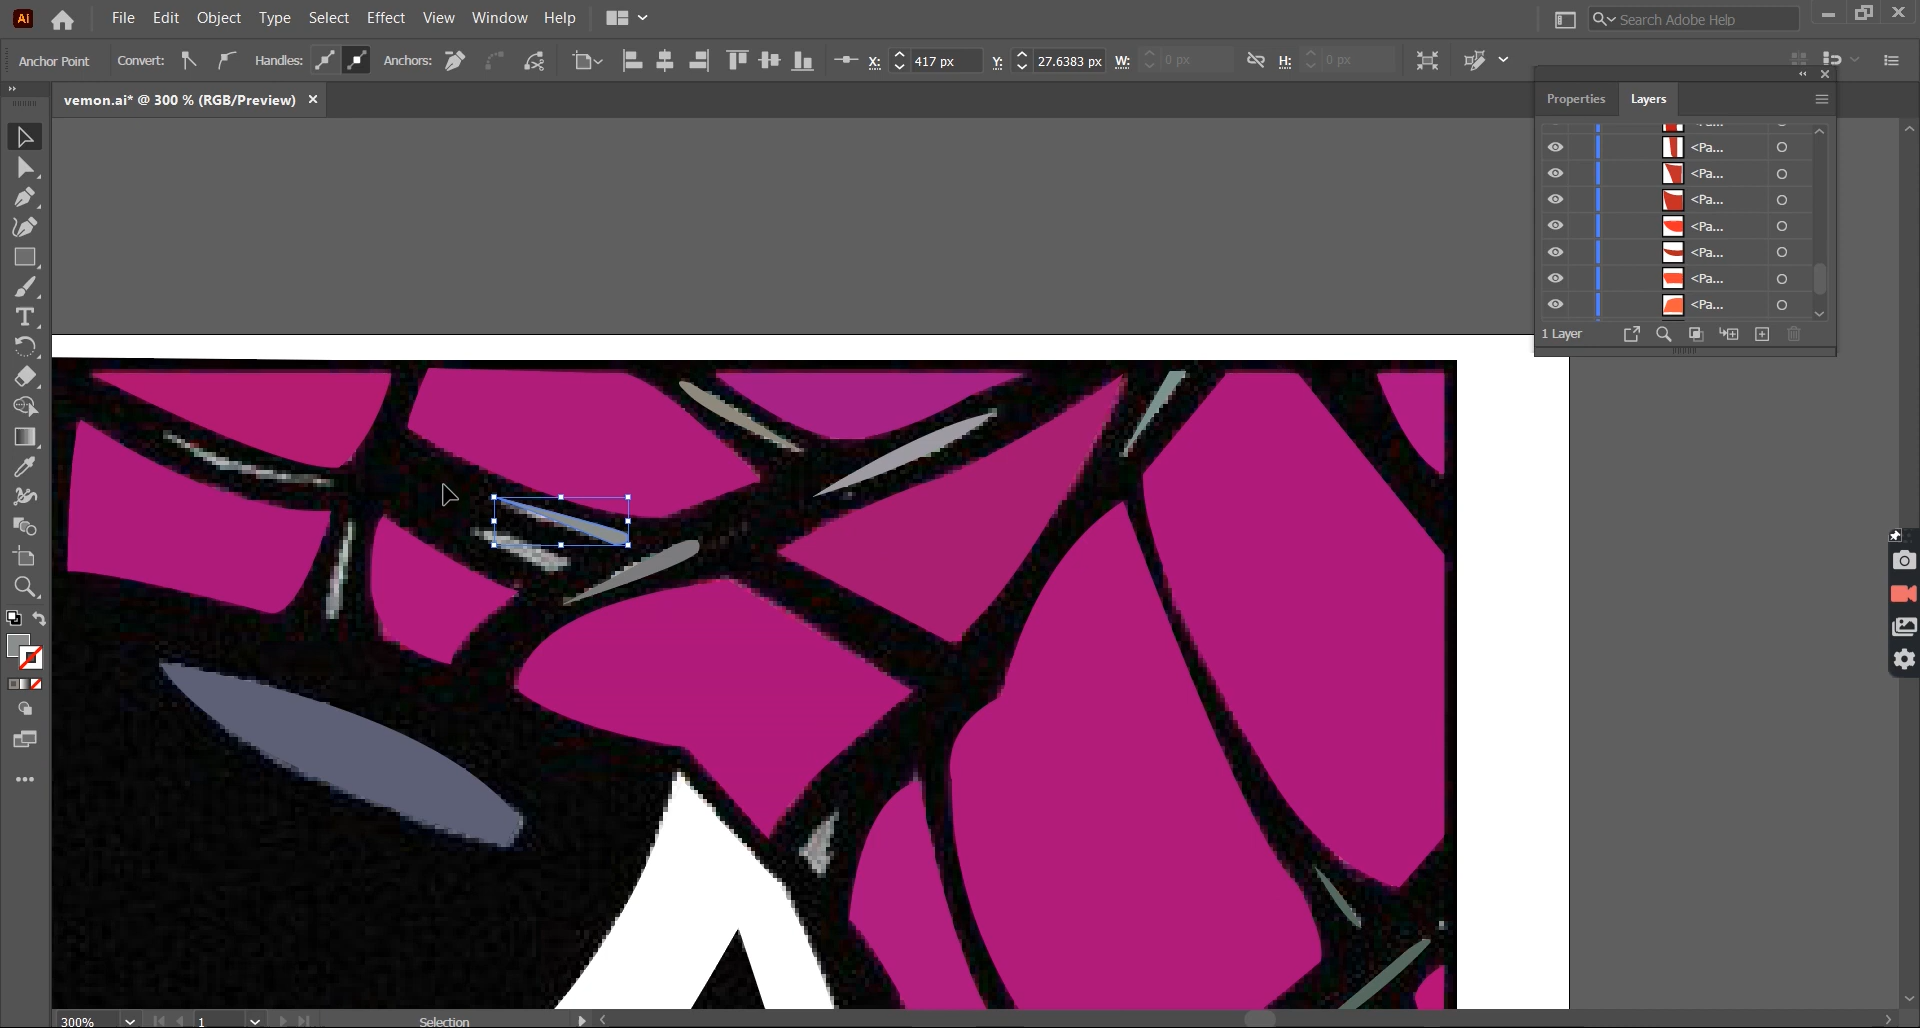 Ai File Edit Object Type Select Effect View Window Help Search Adobe Help
Anchor Point Convert: Handles: Anchors: X: 417 px Y: 27.6383 px W: 0 px H: 0 px
vemon.ai* @ 300 % (RGB/Preview)
Properties Layers
<Pa...
<Pa...
<Pa...
<Pa...
<Pa...
<Pa...
<Pa...
1 Layer
300% 1 Selection